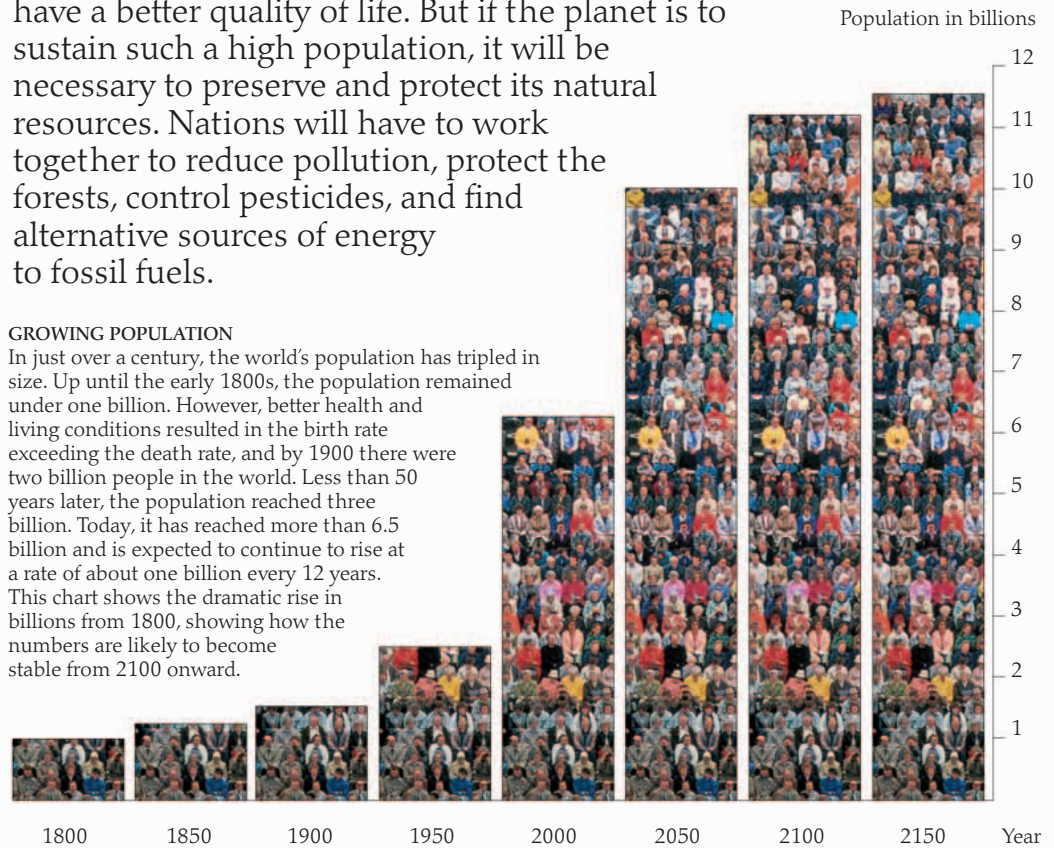 have a better quality of life. But if the planet is to
sustain such a high population, it will be
necessary to preserve and protect its natural
resources. Nations will have to work
together to reduce pollution, protect the
forests, control pesticides, and find
alternative sources of energy
to fossil fuels.
GROWING POPULATION
In just over a century, the world’s population has tripled in
size. Up until the early 1800s, the population remained
under one billion. However, better health and
living conditions resulted in the birth rate
exceeding the death rate, and by 1900 there were
two billion people in the world. Less than 50
years later, the population reached three
billion. Today, it has reached more than 6.5
billion and is expected to continue to rise at
a rate of about one billion every 12 years.
This chart shows the dramatic rise in
billions from 1800, showing how the
numbers are likely to become
stable from 2100 onward.
Population in billions
12
11
10
9
8
7
6
5
4
3
2
1
1800 1850 1900 1950 2000 2050 2100 2150 Year